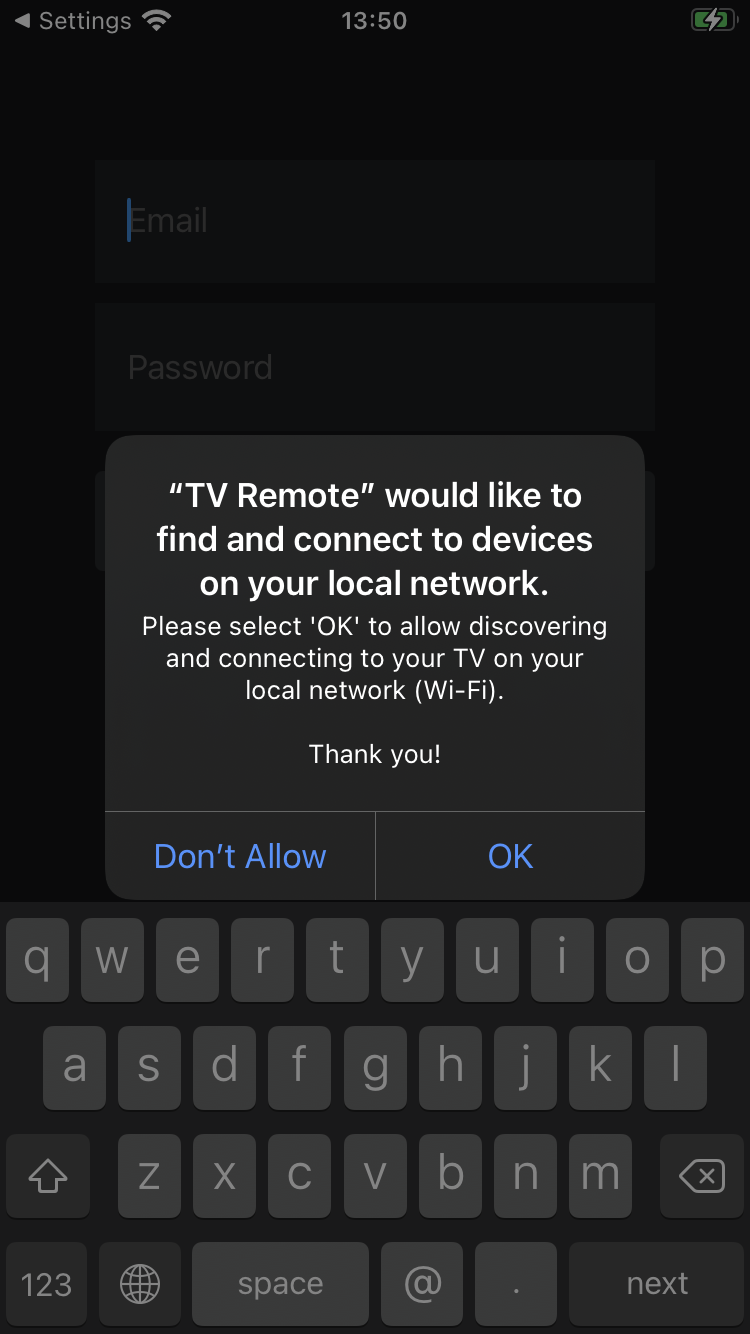 Settings 13:50
Email
Password
“TV Remote” would like to
find and connect to devices
on your local network.
Please select 'OK' to allow discovering
and connecting to your TV on your
local network (Wi-Fi).
Thank you!
Don’t Allow OK
q w e r t y u i o p
a s d f g h j k l
z x c v b n m
123 space @ . next